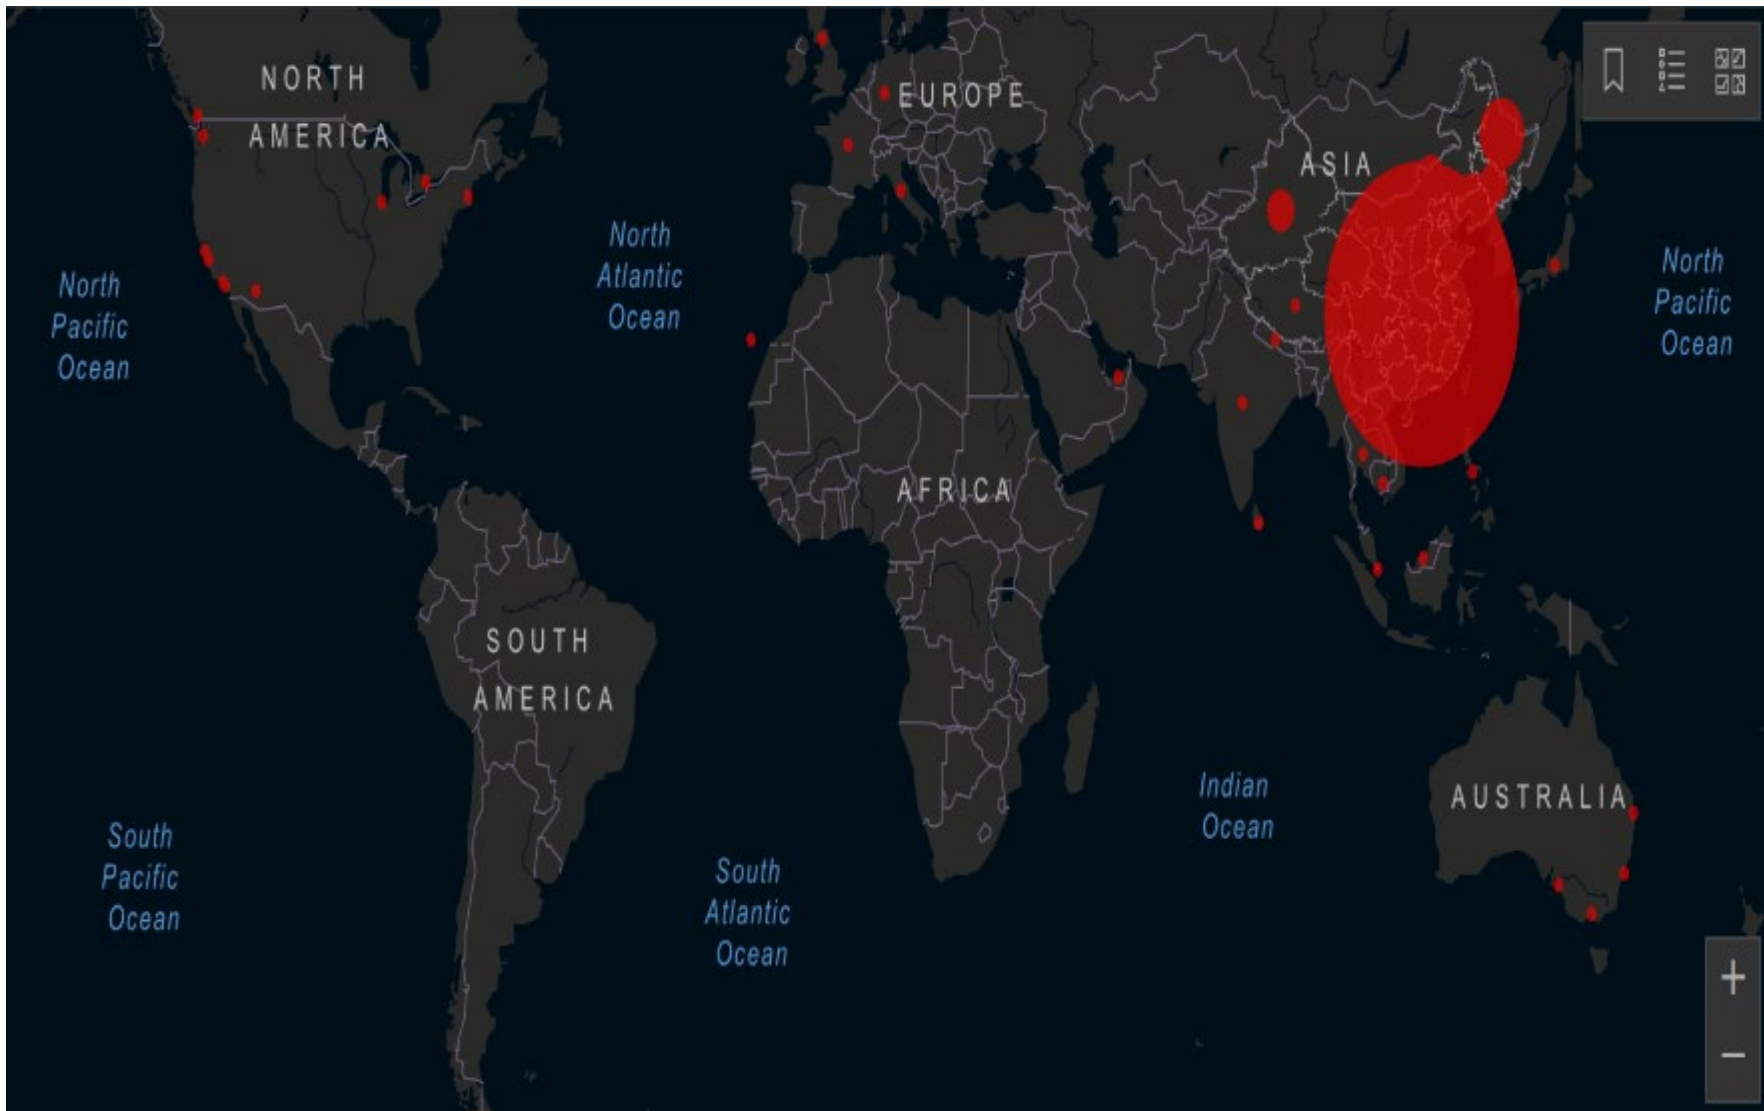 NORTH
AMERICA
EUROPE
ASIA
North
Atlantic
Ocean
North
Pacific
Ocean
North
Pacific
Ocean
AFRICA
SOUTH
AMERICA
Indian
Ocean
AUSTRALIA
South
Pacific
Ocean
South
Atlantic
Ocean
+
−